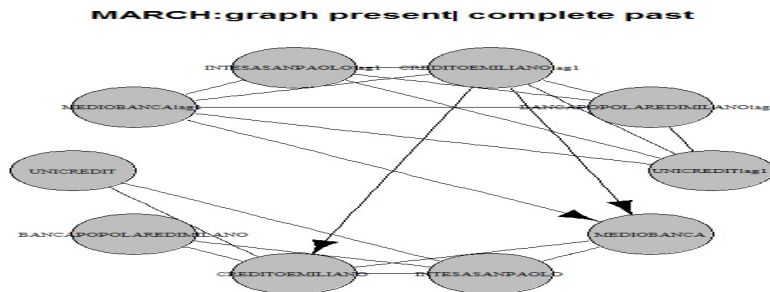 MARCH:graph present| complete past
INTESASANPAOLOlag1
CREDITOEMILIANOlag1
MEDIOBANCAlag1
BANCAPOPOLAREDIMILANOlag
UNICREDIT
UNICREDITlag1
BANCAPOPOLAREDIMILANO
MEDIOBANCA
CREDITOEMILIANO
INTESASANPAOLO